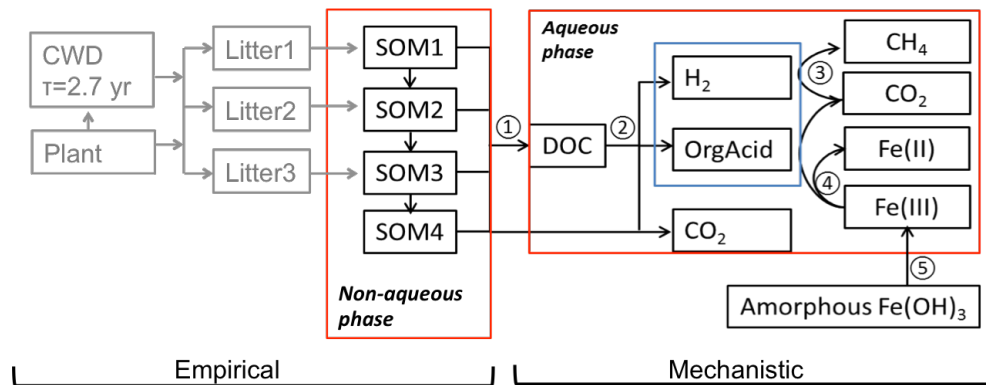 CWD
τ=2.7 yr
Plant
Litter1
Litter2
Litter3
SOM1
SOM2
SOM3
SOM4
Non-aqueous
phase
①
DOC
②
Aqueous
phase
H₂
OrgAcid
CO₂
③
④
CH₄
CO₂
Fe(II)
Fe(III)
⑤
Amorphous Fe(OH)₃
Empirical
Mechanistic